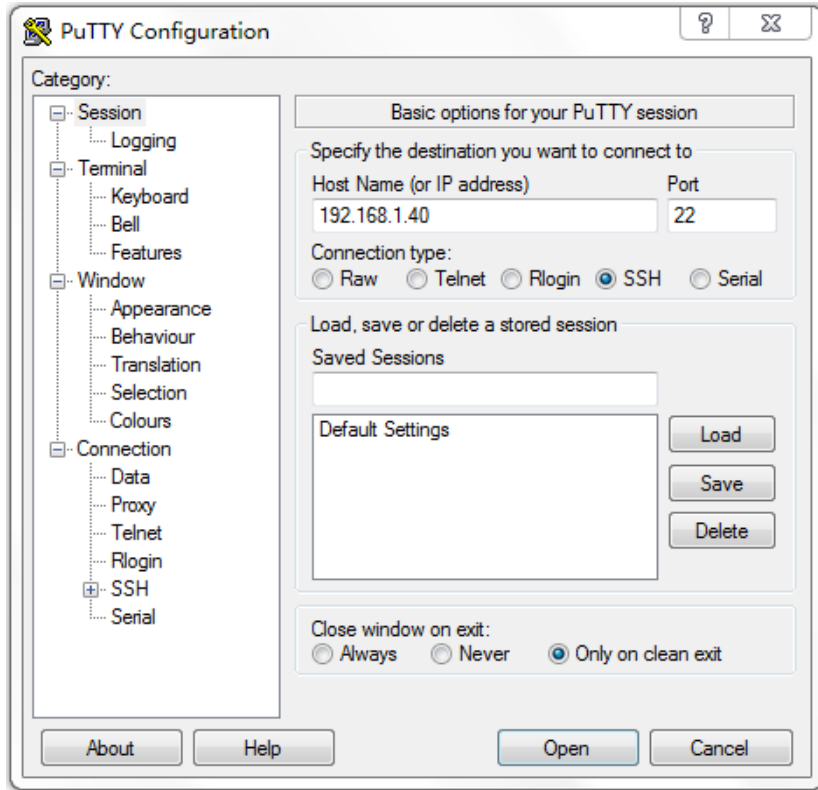 PuTTY Configuration
Category:
Session
Logging
Terminal
Keyboard
Bell
Features
Window
Appearance
Behaviour
Translation
Selection
Colours
Connection
Data
Proxy
Telnet
Rlogin
SSH
Serial
Basic options for your PuTTY session
Specify the destination you want to connect to
Host Name (or IP address) Port
192.168.1.40 22
Connection type:
Raw Telnet Rlogin SSH Serial
Load, save or delete a stored session
Saved Sessions
Default Settings
Load
Save
Delete
Close window on exit:
Always Never Only on clean exit
About Help Open Cancel